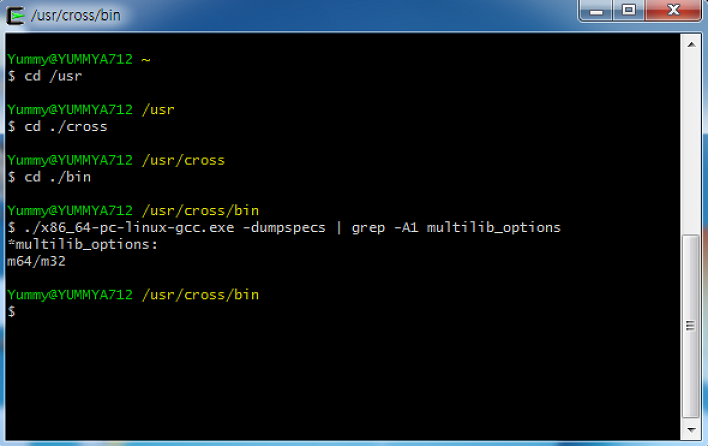 /usr/cross/bin
Yummy@YUMMYA712 ~
$ cd /usr
Yummy@YUMMYA712 /usr
$ cd ./cross
Yummy@YUMMYA712 /usr/cross
$ cd ./bin
Yummy@YUMMYA712 /usr/cross/bin
$ ./x86_64-pc-linux-gcc.exe -dumpspecs | grep -A1 multilib_options
*multilib_options:
m64/m32
Yummy@YUMMYA712 /usr/cross/bin
$